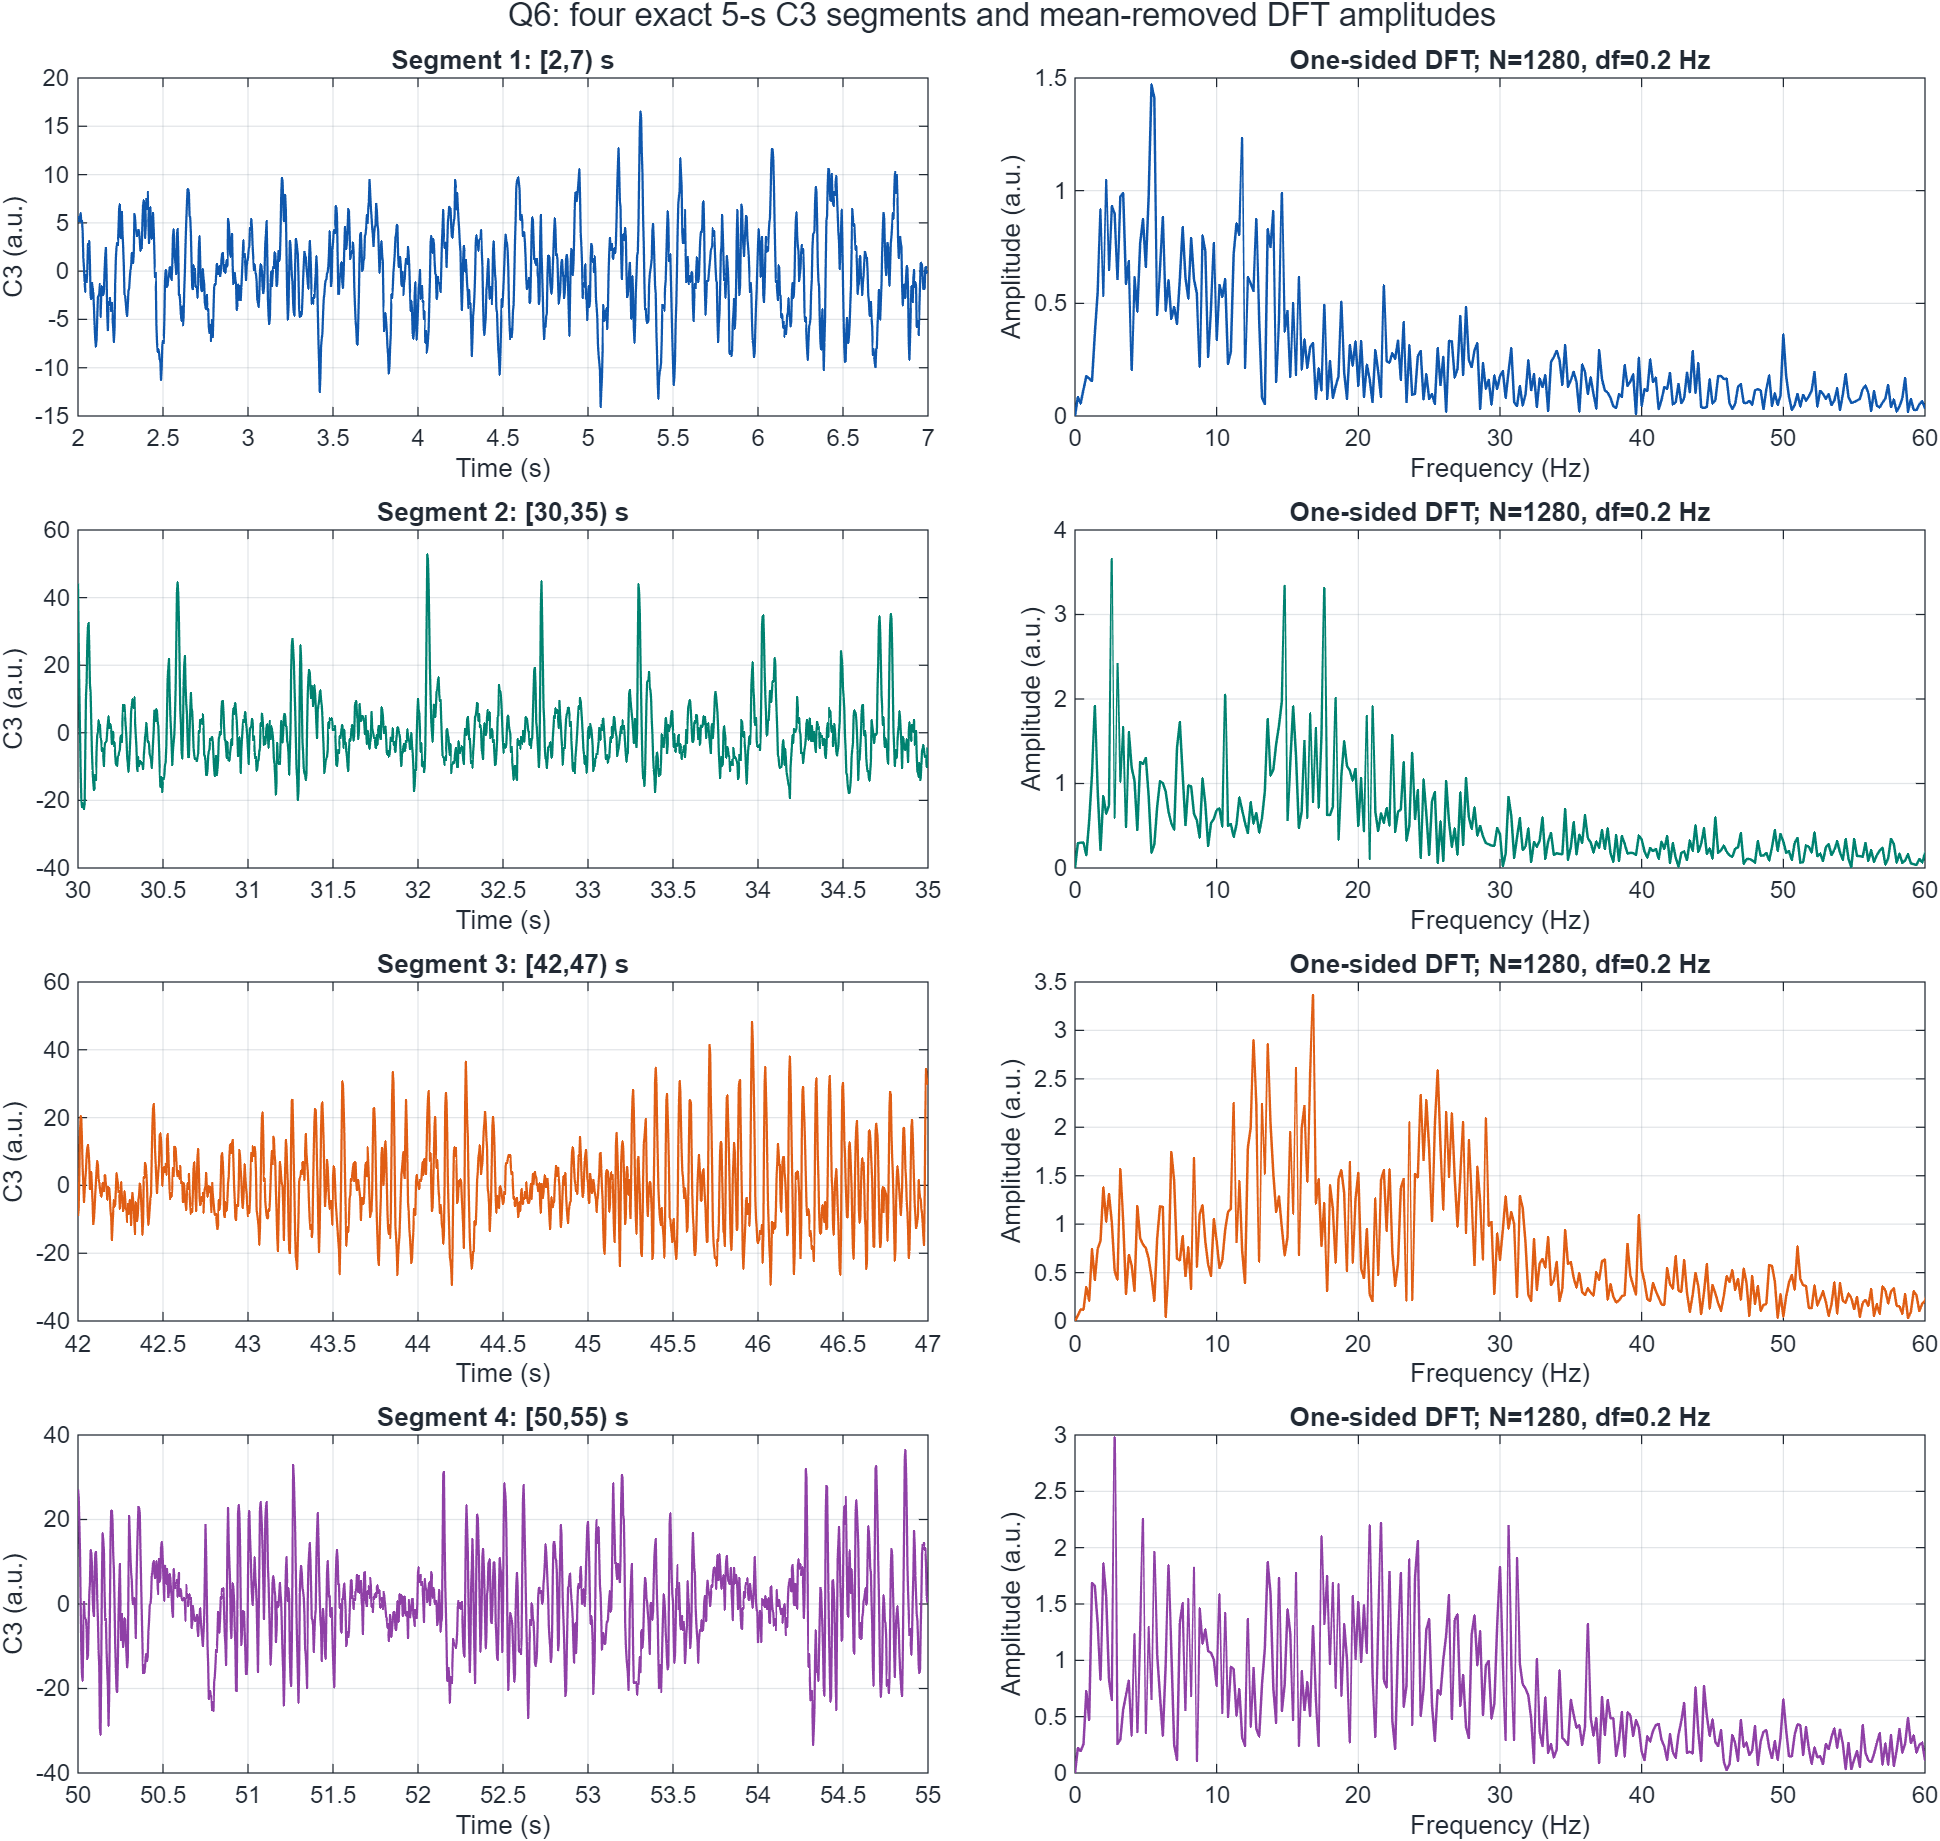 Q6: four exact 5-s C3 segments and mean-removed DFT amplitudes
Segment 1: [2,7) s
20
15
10
5
0
-5
-10
-15
C3 (a.u.)
2 2.5 3 3.5 4 4.5 5 5.5 6 6.5 7
Time (s)
One-sided DFT; N=1280, df=0.2 Hz
1.5
1
0.5
0
Amplitude (a.u.)
0 10 20 30 40 50 60
Frequency (Hz)
Segment 2: [30,35) s
60
40
20
0
-20
-40
C3 (a.u.)
30 30.5 31 31.5 32 32.5 33 33.5 34 34.5 35
Time (s)
One-sided DFT; N=1280, df=0.2 Hz
4
3
2
1
0
Amplitude (a.u.)
0 10 20 30 40 50 60
Frequency (Hz)
Segment 3: [42,47) s
60
40
20
0
-20
-40
C3 (a.u.)
42 42.5 43 43.5 44 44.5 45 45.5 46 46.5 47
Time (s)
One-sided DFT; N=1280, df=0.2 Hz
3.5
3
2.5
2
1.5
1
0.5
0
Amplitude (a.u.)
0 10 20 30 40 50 60
Frequency (Hz)
Segment 4: [50,55) s
40
20
0
-20
-40
C3 (a.u.)
50 50.5 51 51.5 52 52.5 53 53.5 54 54.5 55
Time (s)
One-sided DFT; N=1280, df=0.2 Hz
3
2.5
2
1.5
1
0.5
0
Amplitude (a.u.)
0 10 20 30 40 50 60
Frequency (Hz)